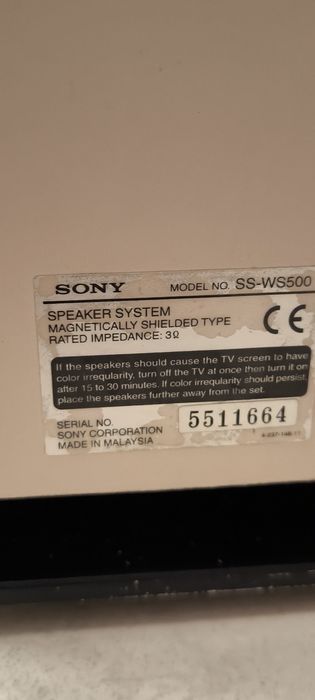 SONY MODEL NO. SS-WS500
SPEAKER SYSTEM
MAGNETICALLY SHIELDED TYPE
RATED IMPEDANCE: 3Ω
CE
If the speakers should cause the TV screen to have
color irregularity, turn off the TV at once then turn it on
after 15 to 30 minutes. If color irregularity should persist,
place the speakers further away from the set.
SERIAL NO. 5511664
SONY CORPORATION
MADE IN MALAYSIA